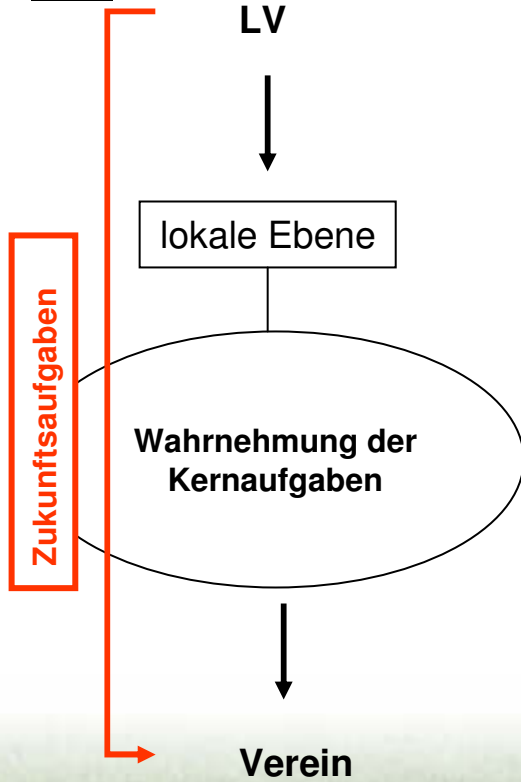 LV
lokale Ebene
Zukunftsaufgaben
Wahrnehmung der
Kernaufgaben
Verein